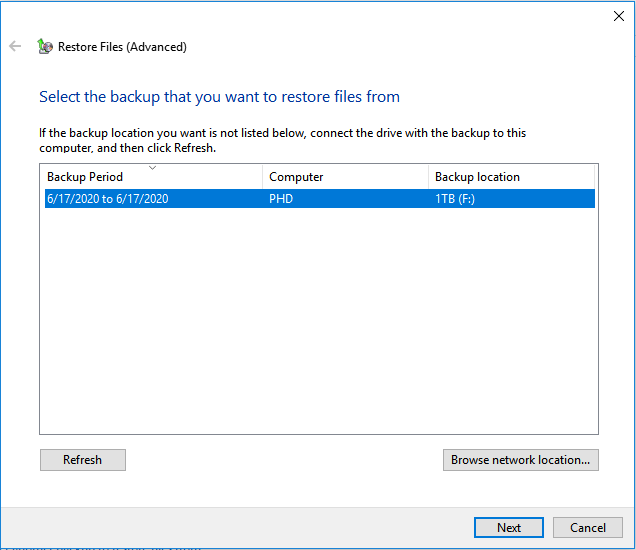 Restore Files (Advanced)
Select the backup that you want to restore files from
If the backup location you want is not listed below, connect the drive with the backup to this
computer, and then click Refresh.
Backup Period Computer Backup location
6/17/2020 to 6/17/2020 PHD 1TB (F:)
Refresh Browse network location...
Next Cancel